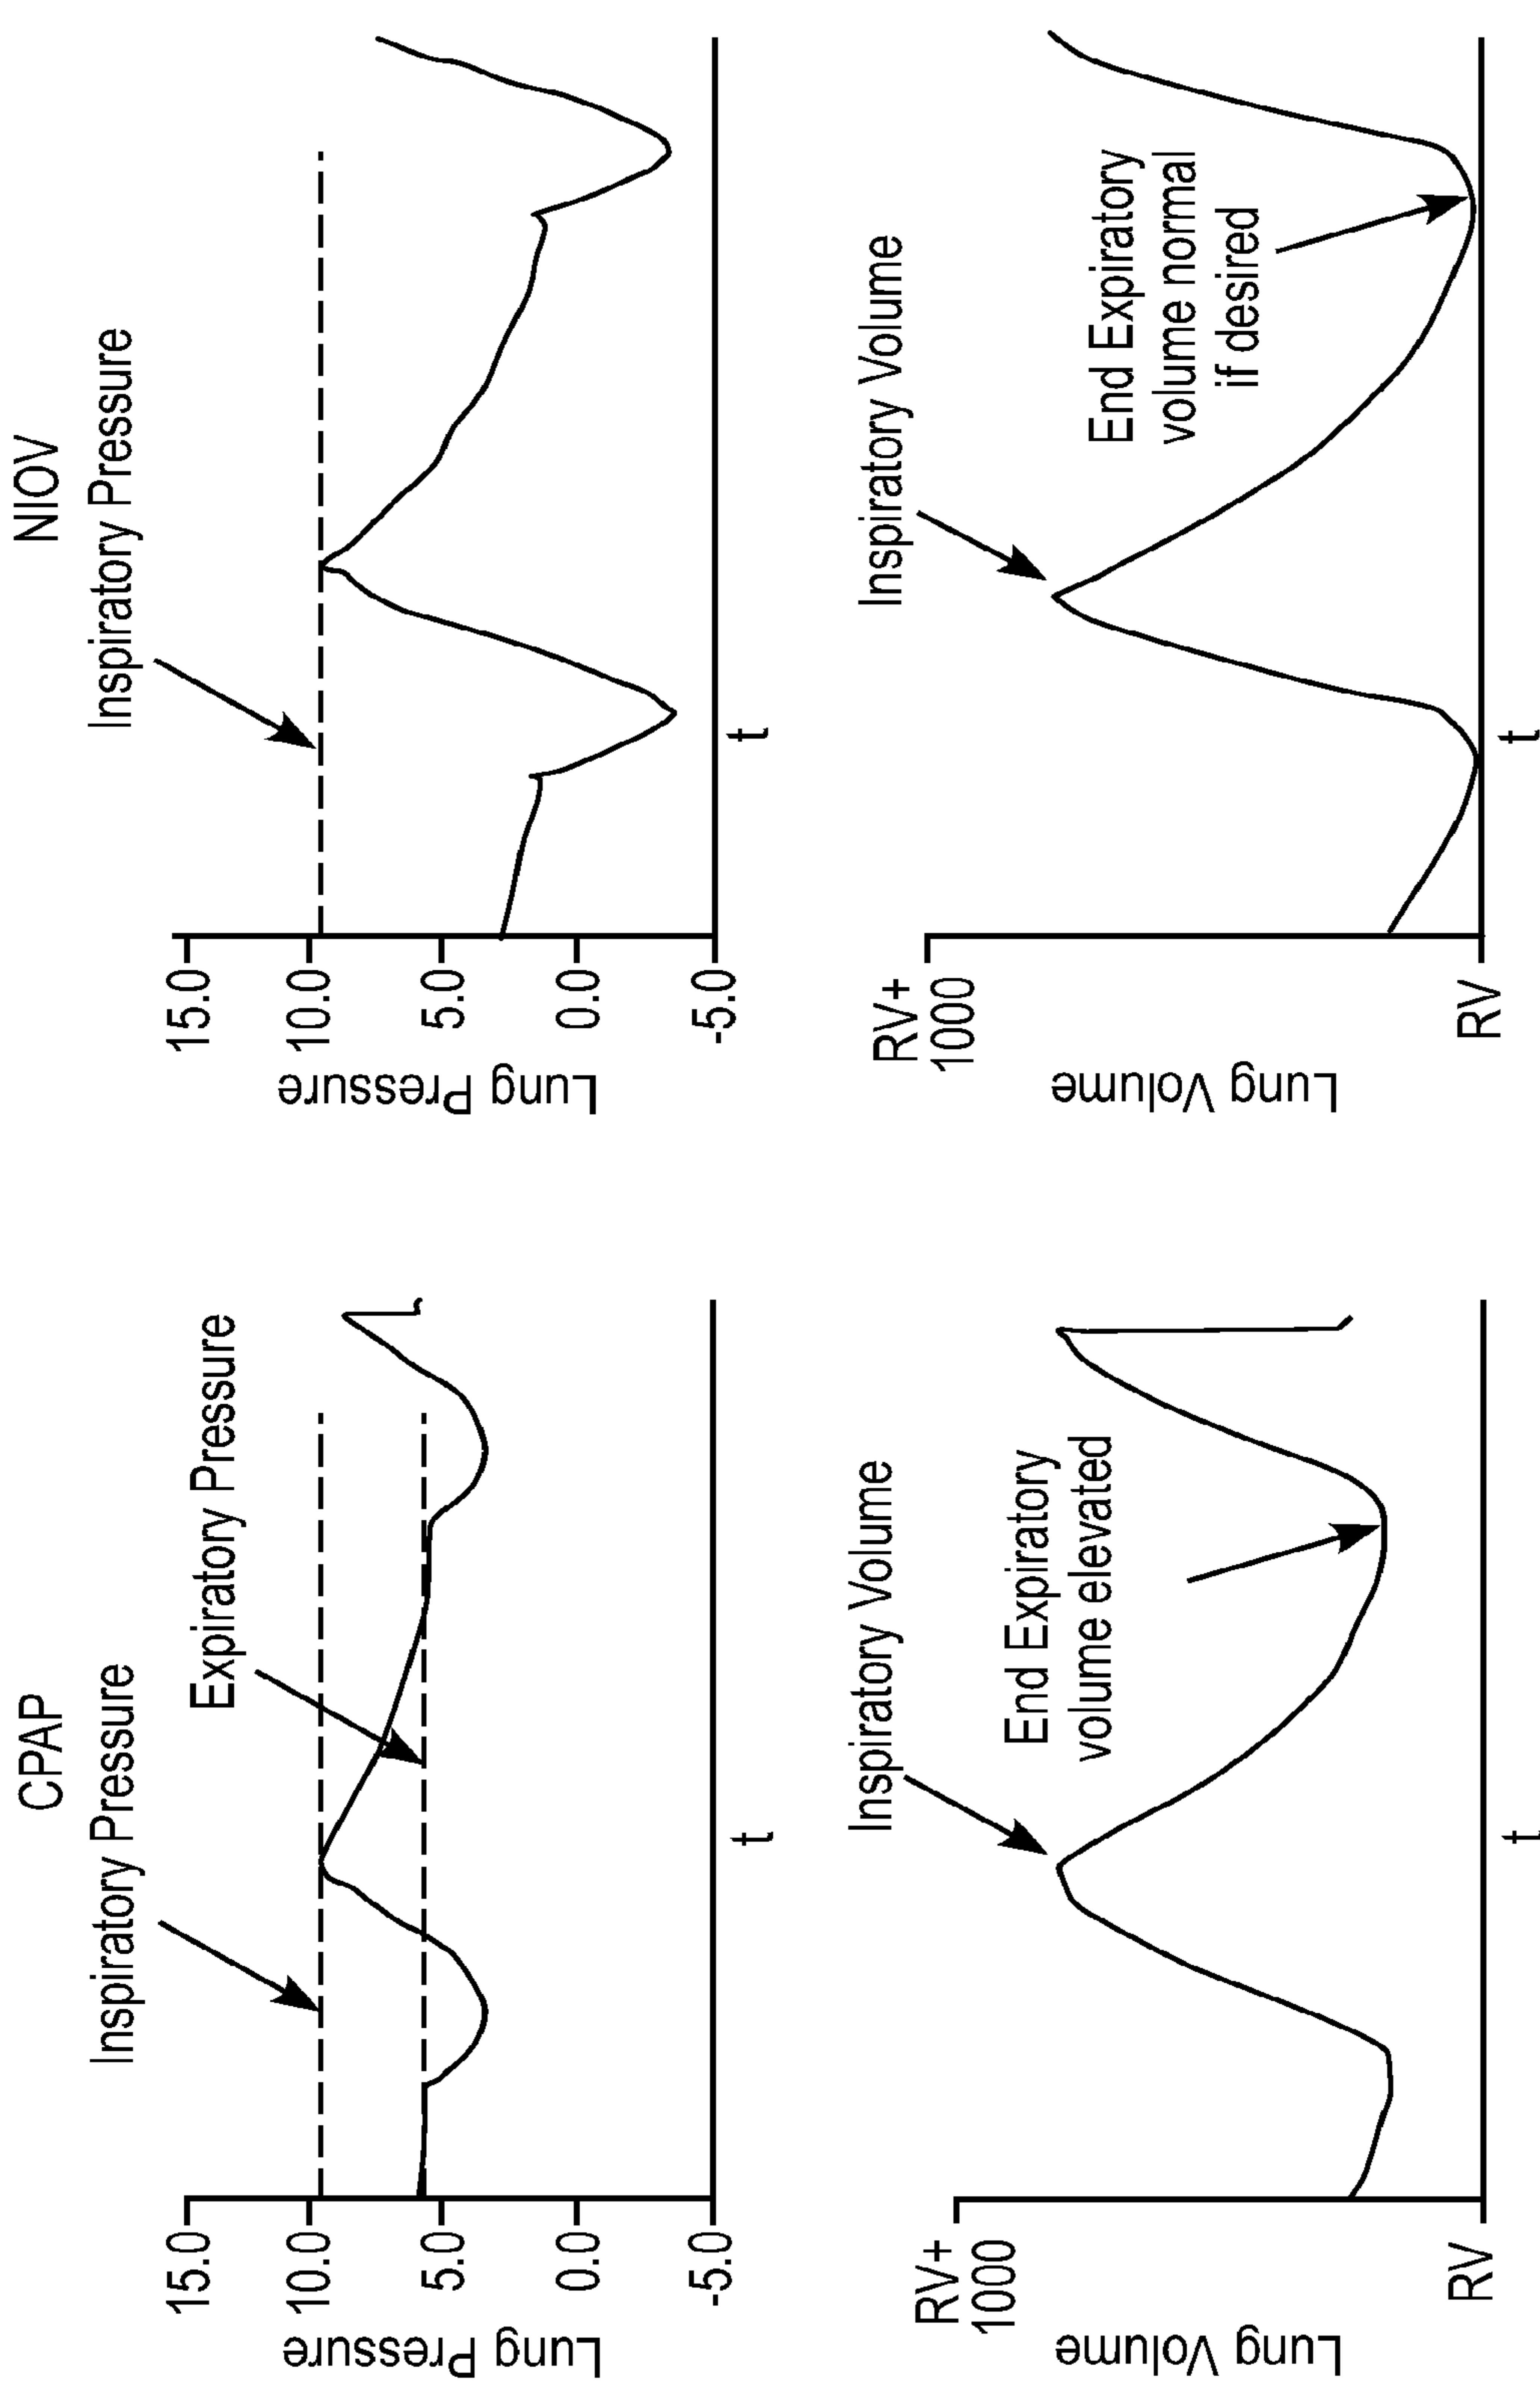 CPAP
Inspiratory Pressure
Expiratory Pressure
15.0
10.0
5.0
0.0
-5.0
Lung Pressure
t
Inspiratory Volume
End Expiratory
volume elevated
RV+
1000
RV
Lung Volume
t
NIOV
Inspiratory Pressure
15.0
10.0
5.0
0.0
-5.0
Lung Pressure
t
Inspiratory Volume
End Expiratory
volume normal
if desired
RV+
1000
RV
Lung Volume
t